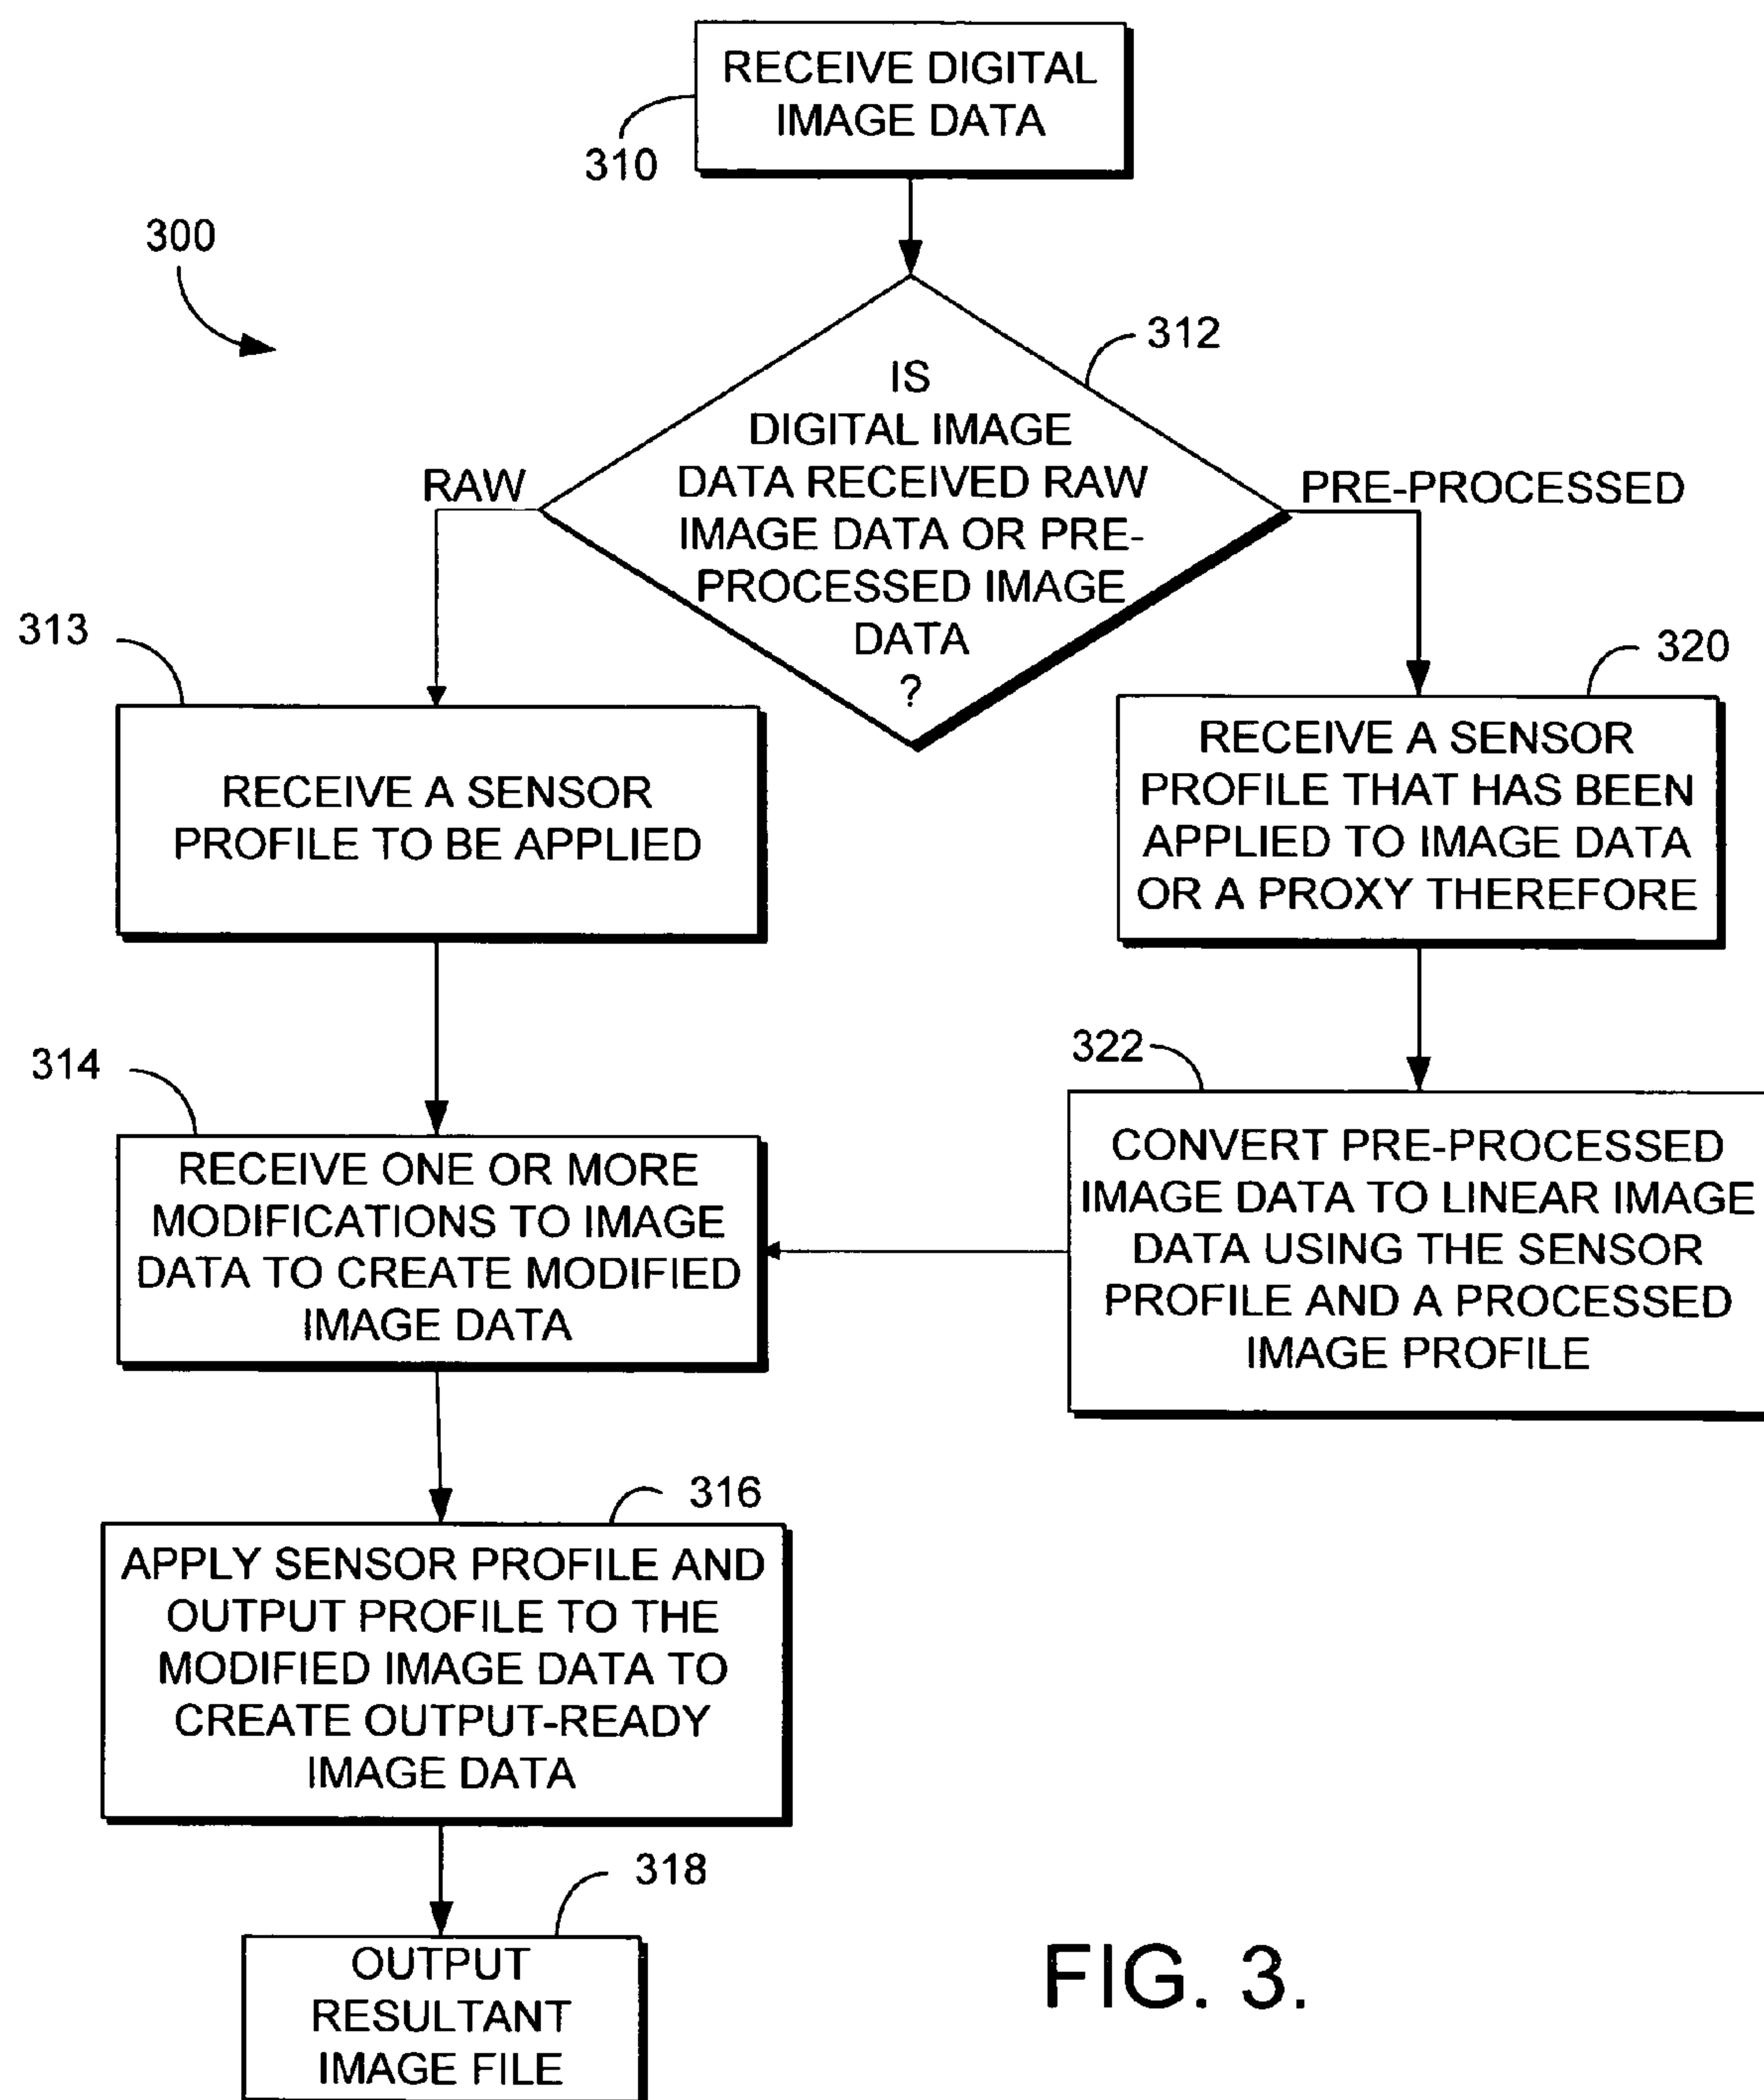 RECEIVE DIGITAL
IMAGE DATA
310
300
312
IS
DIGITAL IMAGE
DATA RECEIVED RAW
IMAGE DATA OR PRE-
PROCESSED IMAGE
DATA
?
RAW
PRE-PROCESSED
313
RECEIVE A SENSOR
PROFILE TO BE APPLIED
320
RECEIVE A SENSOR
PROFILE THAT HAS BEEN
APPLIED TO IMAGE DATA
OR A PROXY THEREFORE
314
RECEIVE ONE OR MORE
MODIFICATIONS TO IMAGE
DATA TO CREATE MODIFIED
IMAGE DATA
322
CONVERT PRE-PROCESSED
IMAGE DATA TO LINEAR IMAGE
DATA USING THE SENSOR
PROFILE AND A PROCESSED
IMAGE PROFILE
316
APPLY SENSOR PROFILE AND
OUTPUT PROFILE TO THE
MODIFIED IMAGE DATA TO
CREATE OUTPUT-READY
IMAGE DATA
318
OUTPUT
RESULTANT
IMAGE FILE
FIG. 3.